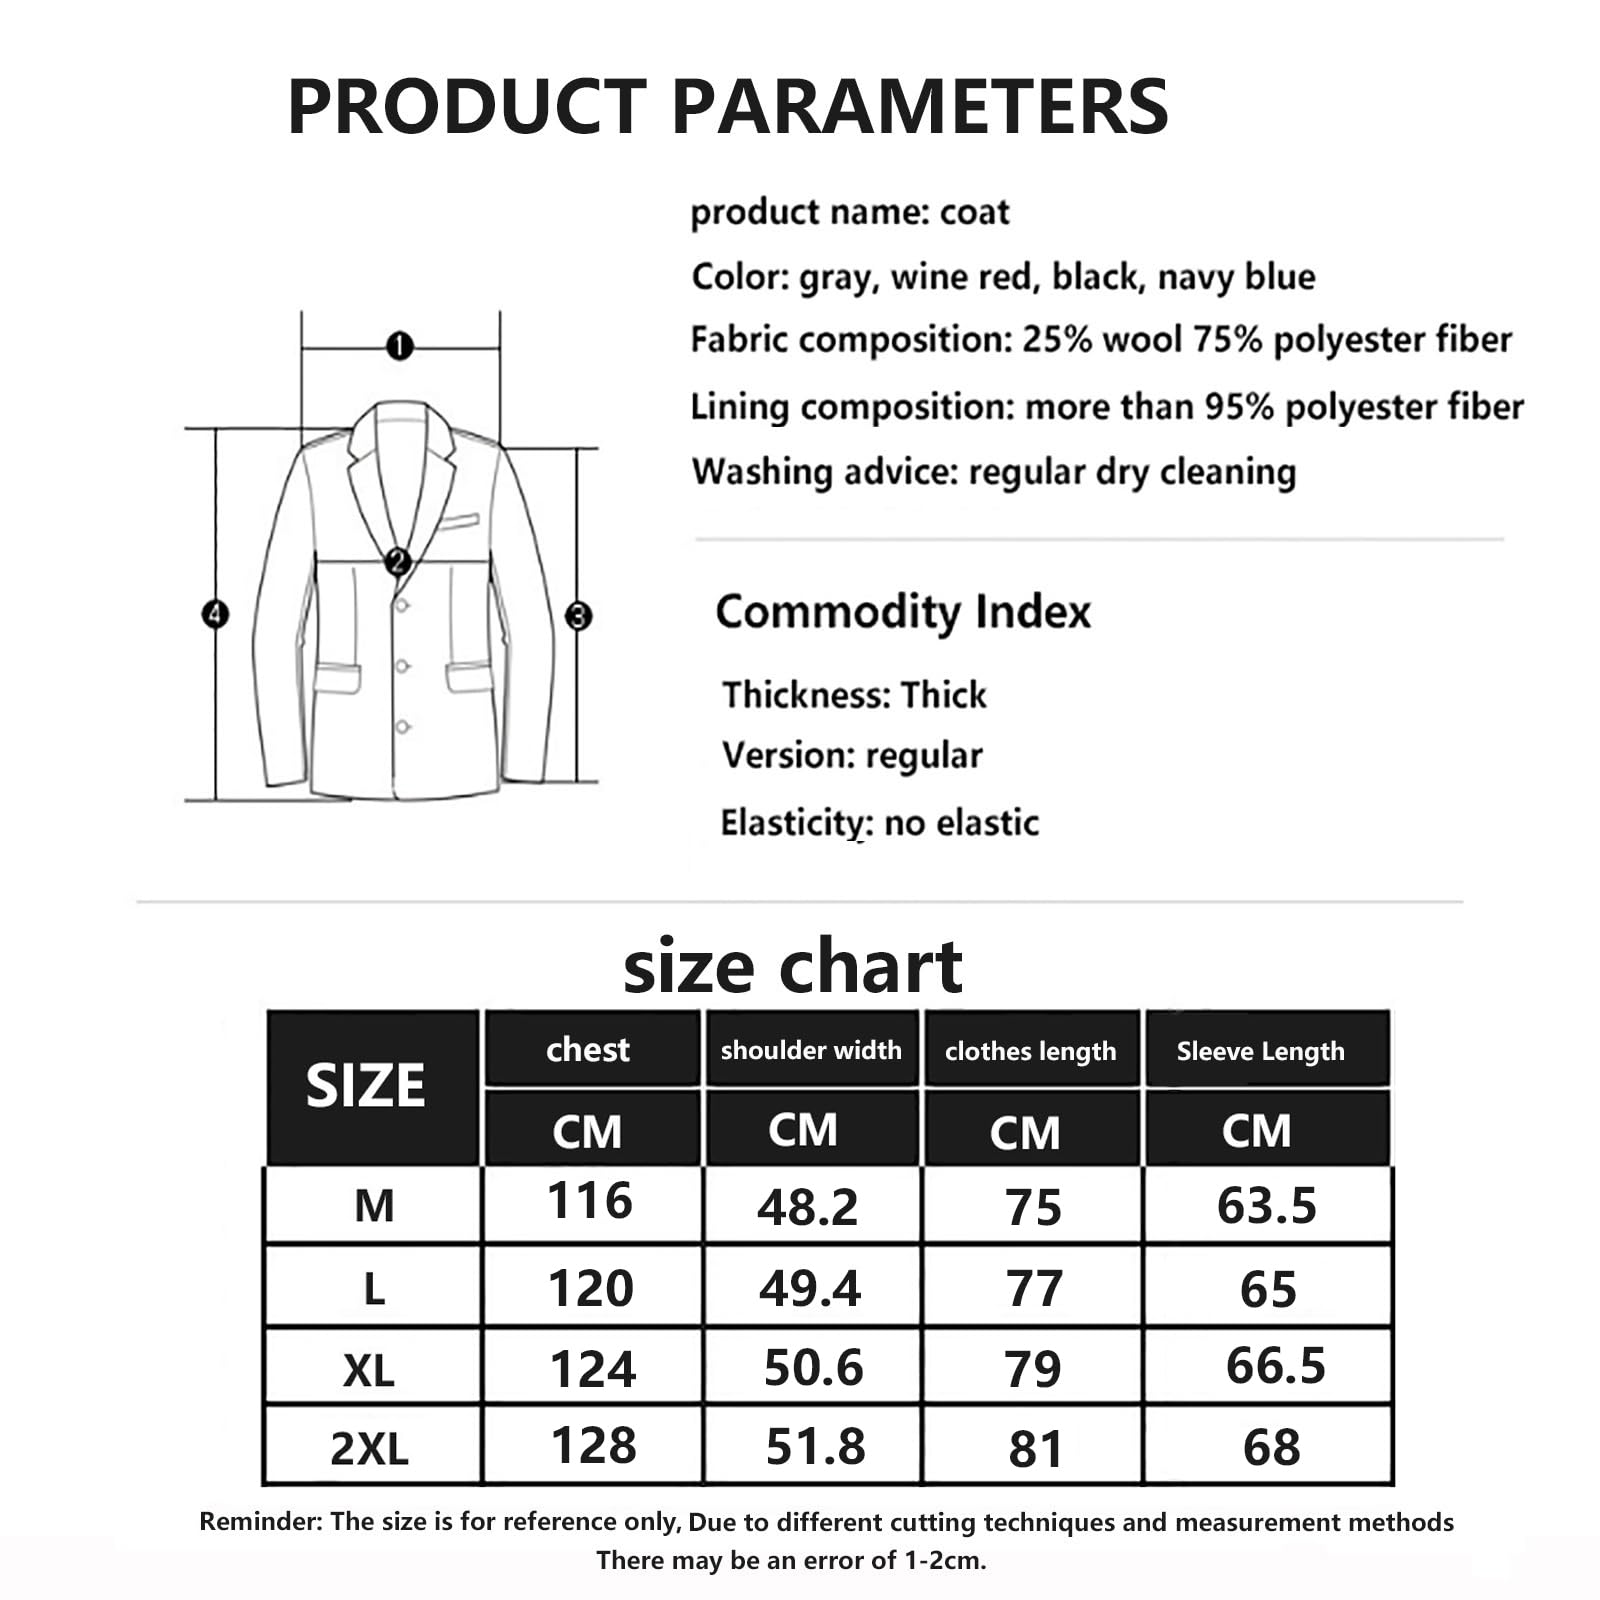 PRODUCT PARAMETERS
product name: coat
Color: gray, wine red, black, navy blue
Fabric composition: 25% wool 75% polyester fiber
Lining composition: more than 95% polyester fiber
Washing advice: regular dry cleaning
1
2
3
4
Commodity Index
Thickness: Thick
Version: regular
Elasticity: no elastic
size chart
SIZE chest shoulder width clothes length Sleeve Length
CM CM CM CM
M 116 48.2 75 63.5
L 120 49.4 77 65
XL 124 50.6 79 66.5
2XL 128 51.8 81 68
Reminder: The size is for reference only, Due to different cutting techniques and measurement methods
There may be an error of 1-2cm.